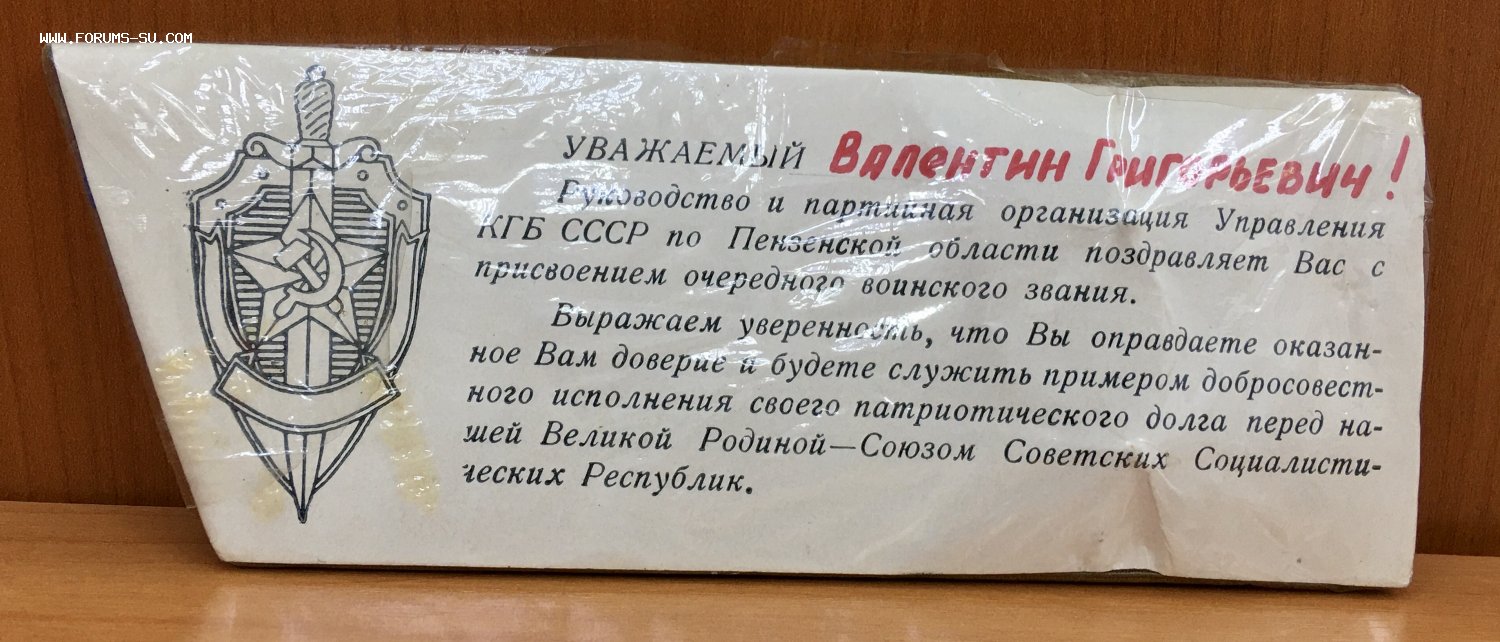 WWW.FORUMS-SU.COM
УВАЖАЕМЫЙ Валентин Григорьевич!
Руководство и партийная организация Управления
КГБ СССР по Пензенской области поздравляет Вас с
присвоением очередного воинского звания.
Выражаем уверенность, что Вы оправдаете оказан-
ное Вам доверие и будете служить примером добросовест-
ного исполнения своего патриотического долга перед на-
шей Великой Родиной—Союзом Советских Социалисти-
ческих Республик.